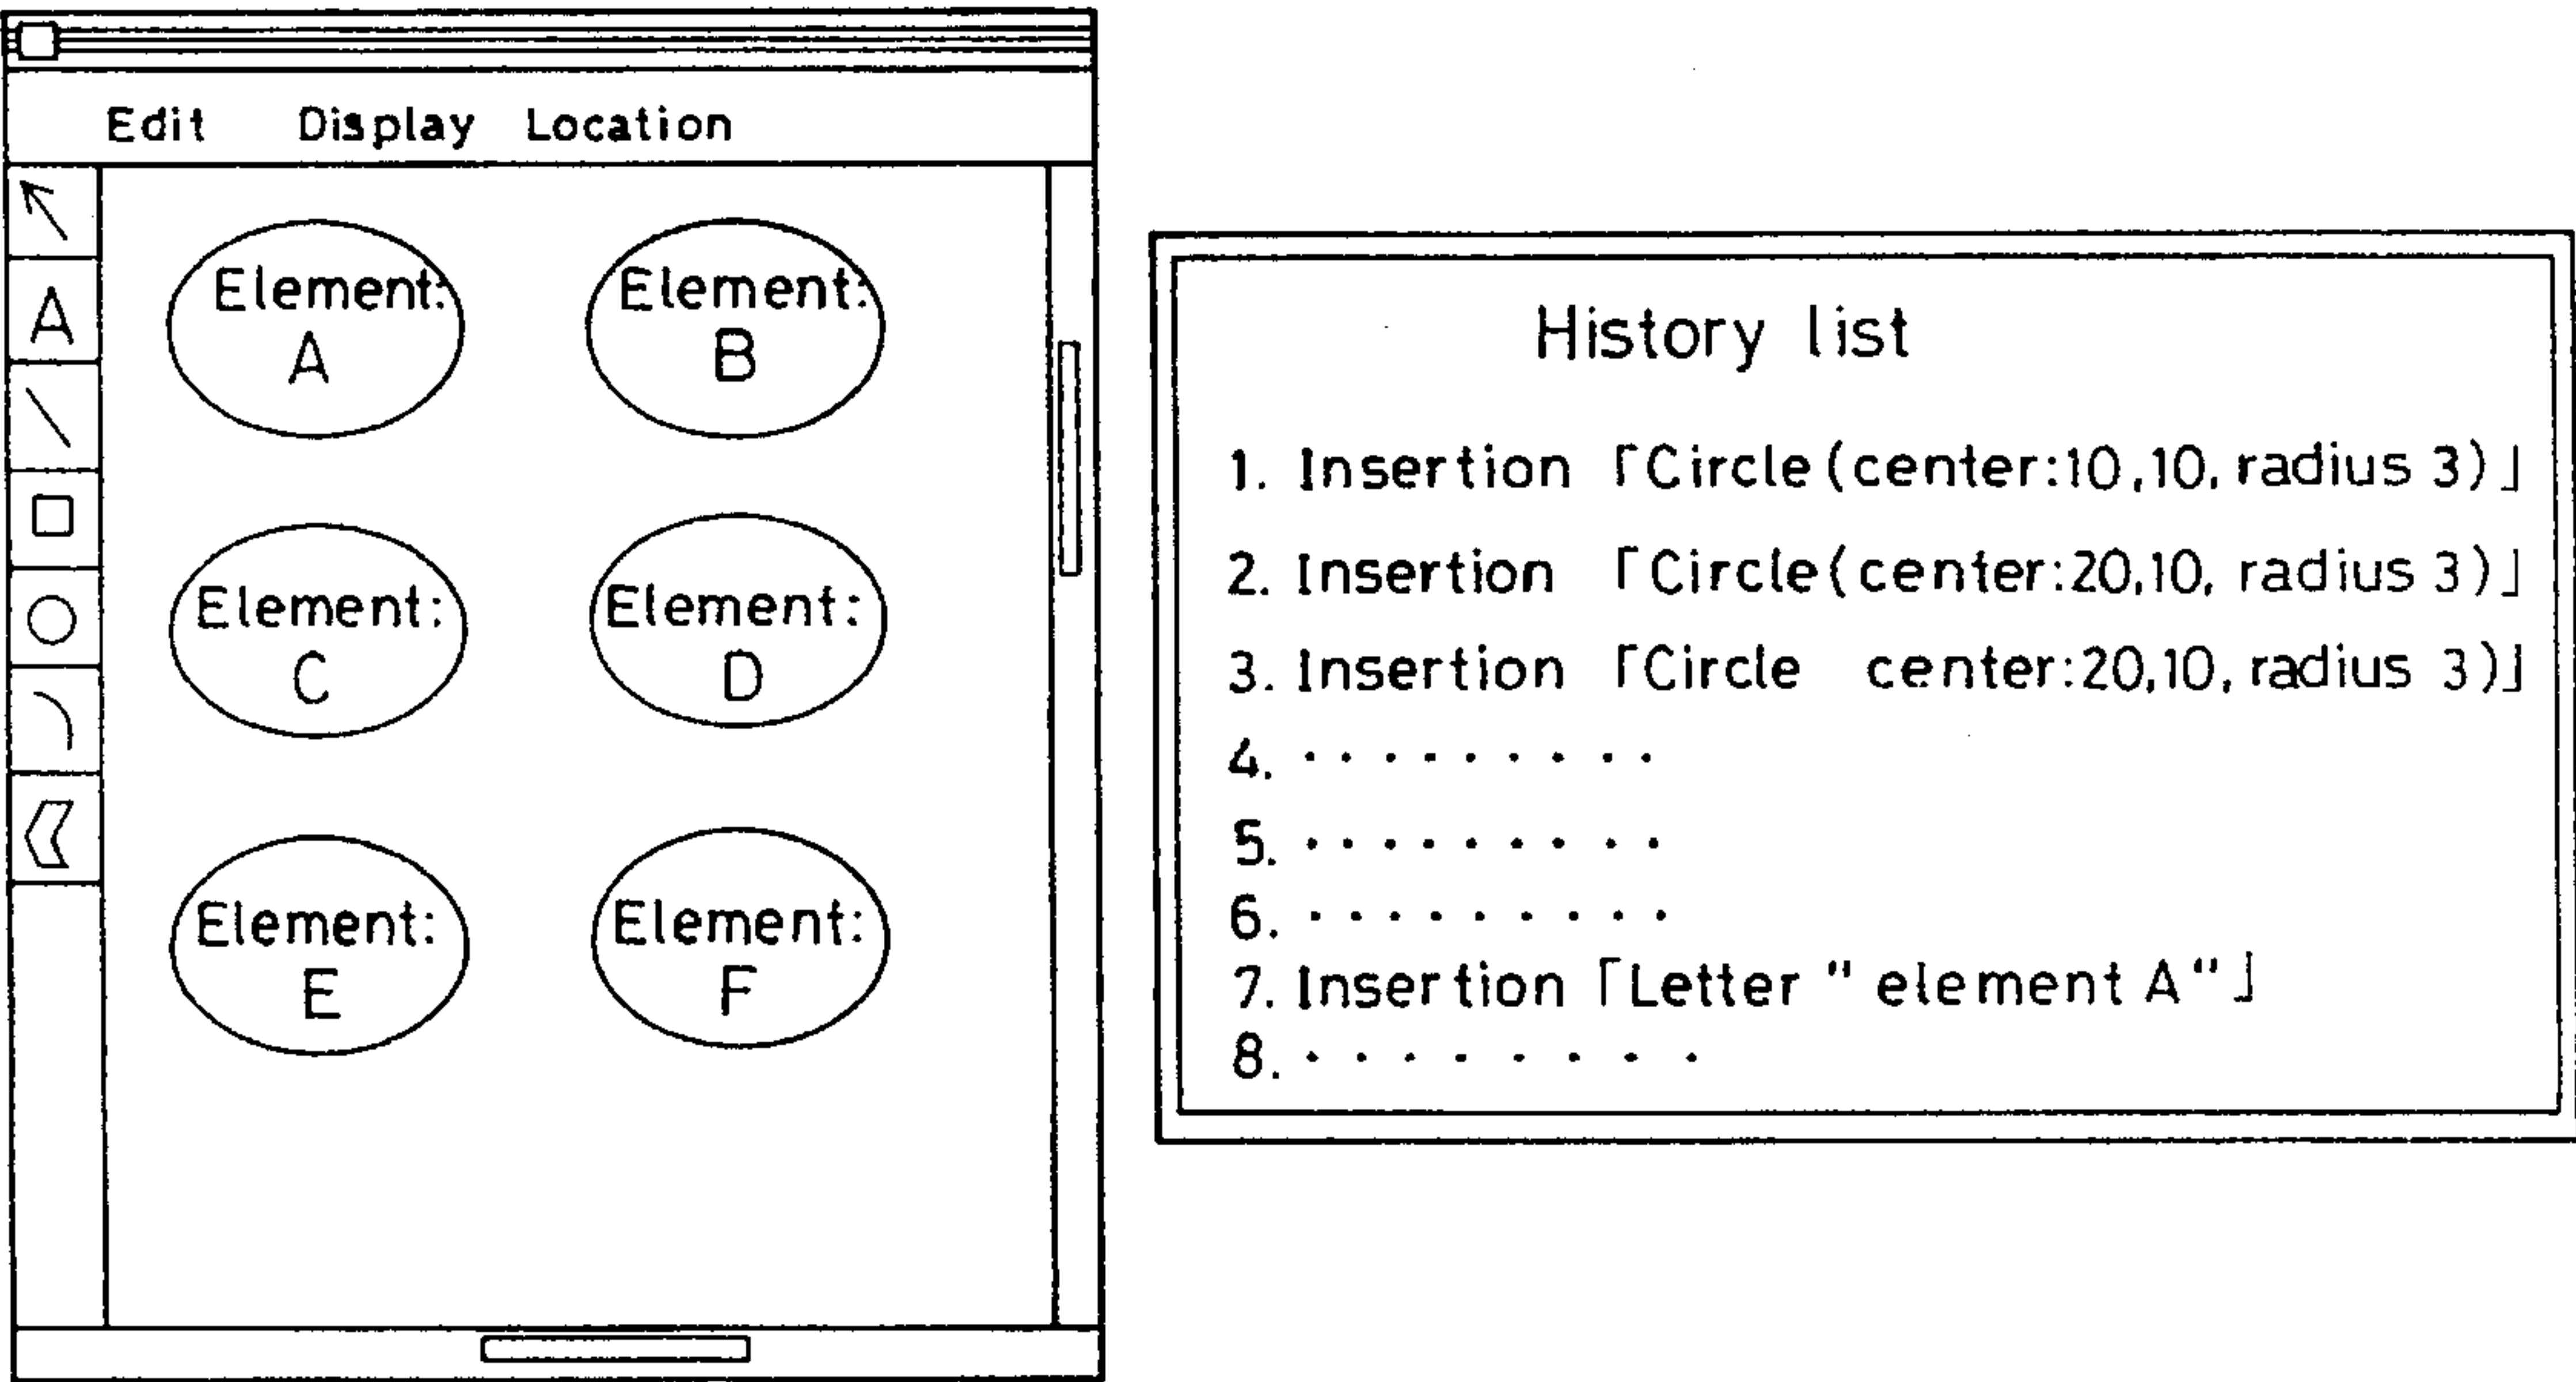 Edit Display Location
A
Element:
A
Element:
B
Element:
C
Element:
D
Element:
E
Element:
F
History list
1. Insertion 「Circle(center:10,10, radius 3)」
2. Insertion 「Circle(center:20,10, radius 3)」
3. Insertion 「Circle center:20,10, radius 3)」
4. · · · · · · · · ·
5. · · · · · · · · ·
6. · · · · · · · · ·
7. Insertion 「Letter " element A"」
8. · · · · · · · ·